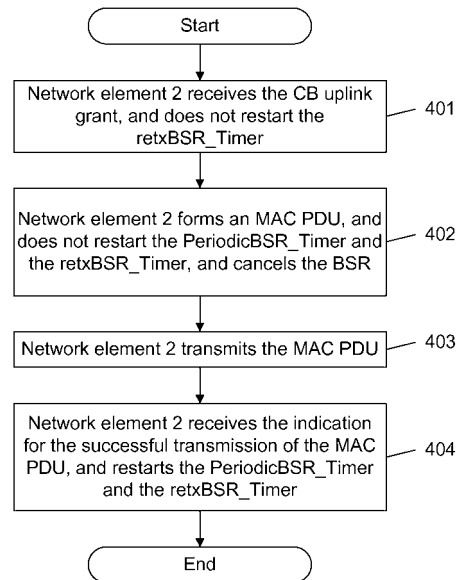 Start
Network element 2 receives the CB uplink
grant, and does not restart the
retxBSR_Timer
401
Network element 2 forms an MAC PDU, and
does not restart the PeriodicBSR_Timer and
the retxBSR_Timer, and cancels the BSR
402
Network element 2 transmits the MAC PDU
403
Network element 2 receives the indication
for the successful transmission of the MAC
PDU, and restarts the PeriodicBSR_Timer
and the retxBSR_Timer
404
End